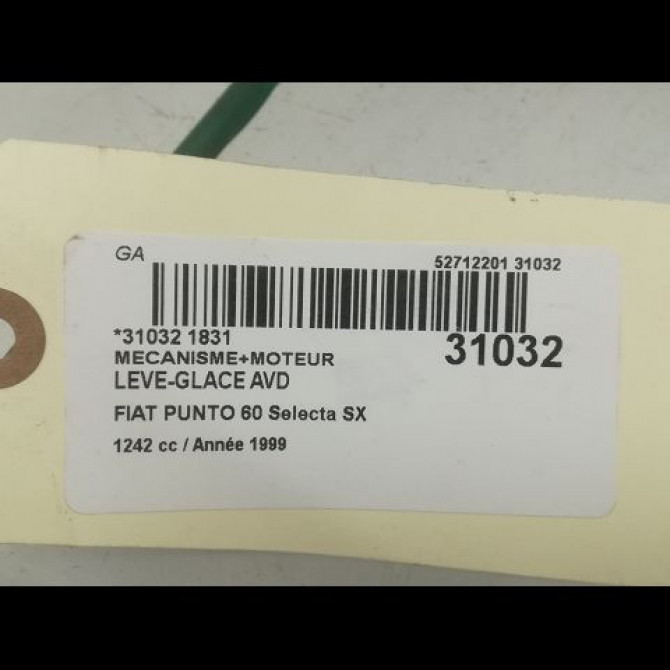 GA
52712201 31032
*31032 1831
31032
MECANISME+MOTEUR
LEVE-GLACE AVD
FIAT PUNTO 60 Selecta SX
1242 cc / Année 1999